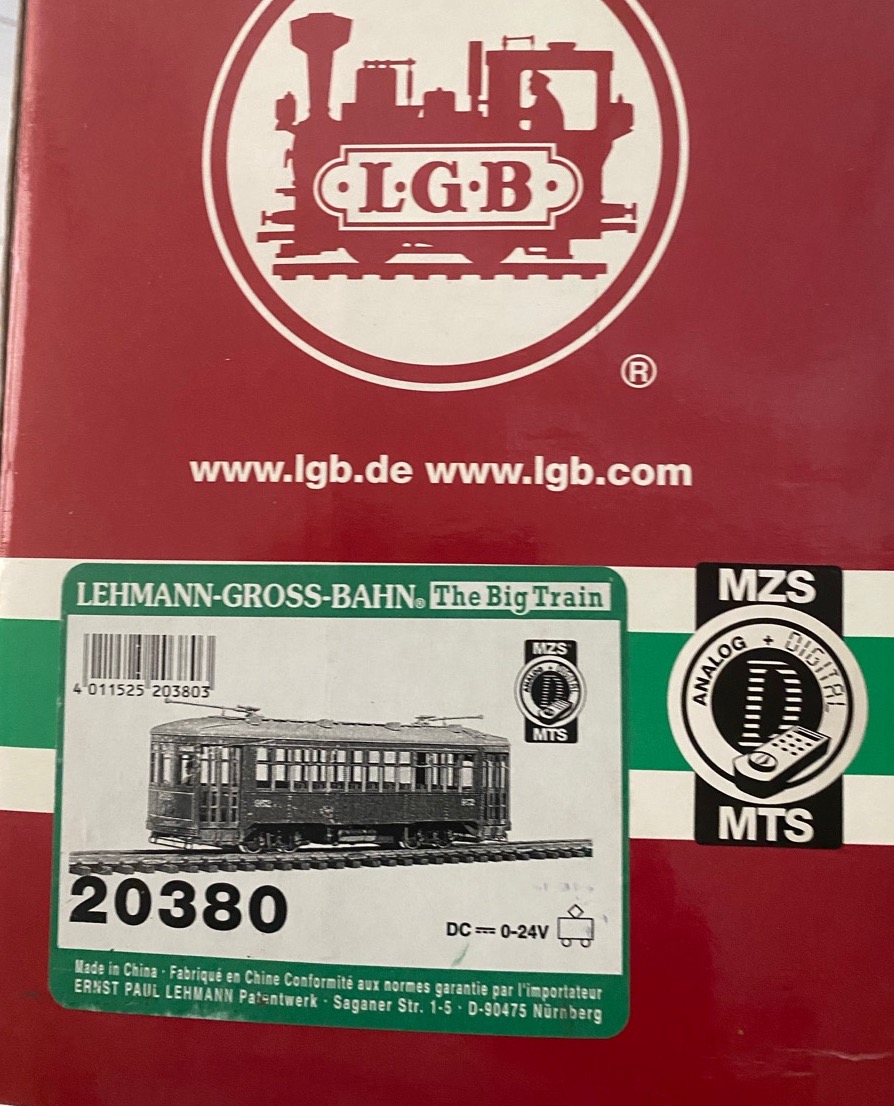 L·G·B
®
www.lgb.de www.lgb.com
LEHMANN-GROSS-BAHN® The Big Train
4 011525 203803
MZS
ANALOG + DIGITAL
MTS
20380
DC 0-24V
Made in China · Fabriqué en Chine Conformité aux normes garantie par l'importateur
ERNST PAUL LEHMANN Patentwerk · Saganer Str. 1-5 · D-90475 Nürnberg
MZS
ANALOG + DIGITAL
D
MTS